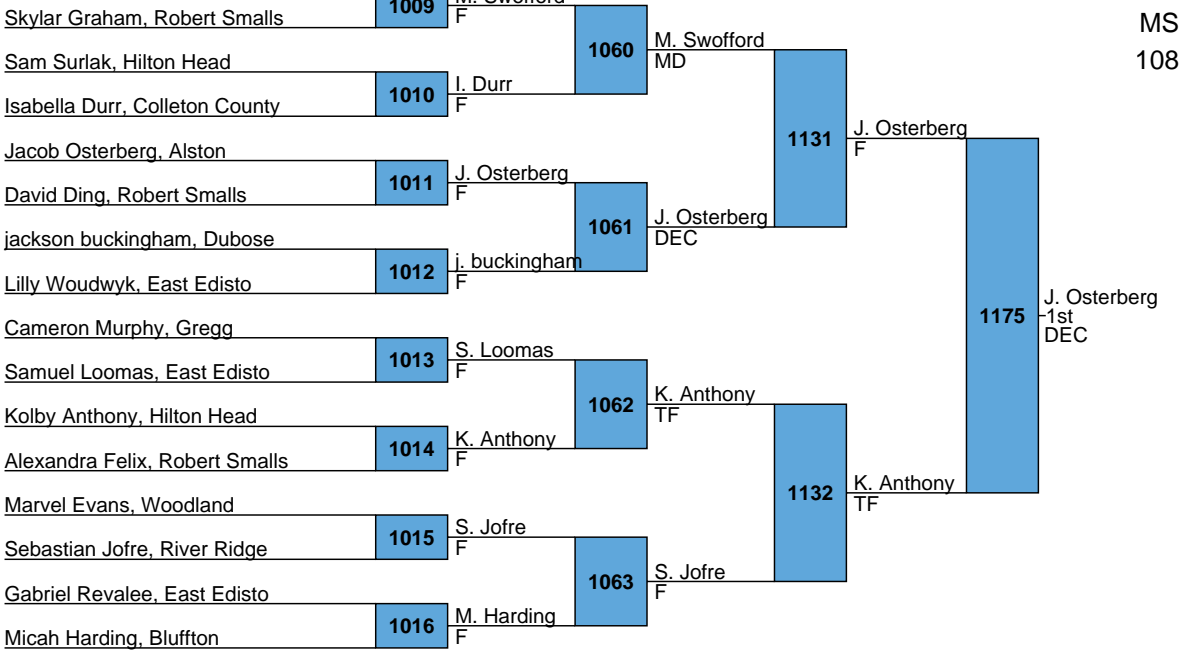 M. Swofford
1009
F
Skylar Graham, Robert Smalls
MS
1060
M. Swofford
MD
108
Sam Surlak, Hilton Head
1010
I. Durr
F
Isabella Durr, Colleton County
1131
J. Osterberg
F
Jacob Osterberg, Alston
1011
J. Osterberg
F
David Ding, Robert Smalls
1061
J. Osterberg
DEC
jackson buckingham, Dubose
1012
j. buckingham
F
Lilly Woudwyk, East Edisto
1175
J. Osterberg
1st
DEC
Cameron Murphy, Gregg
1013
S. Loomas
F
Samuel Loomas, East Edisto
1062
K. Anthony
TF
Kolby Anthony, Hilton Head
1014
K. Anthony
F
Alexandra Felix, Robert Smalls
1132
K. Anthony
TF
Marvel Evans, Woodland
1015
S. Jofre
F
Sebastian Jofre, River Ridge
1063
S. Jofre
F
Gabriel Revalee, East Edisto
1016
M. Harding
F
Micah Harding, Bluffton